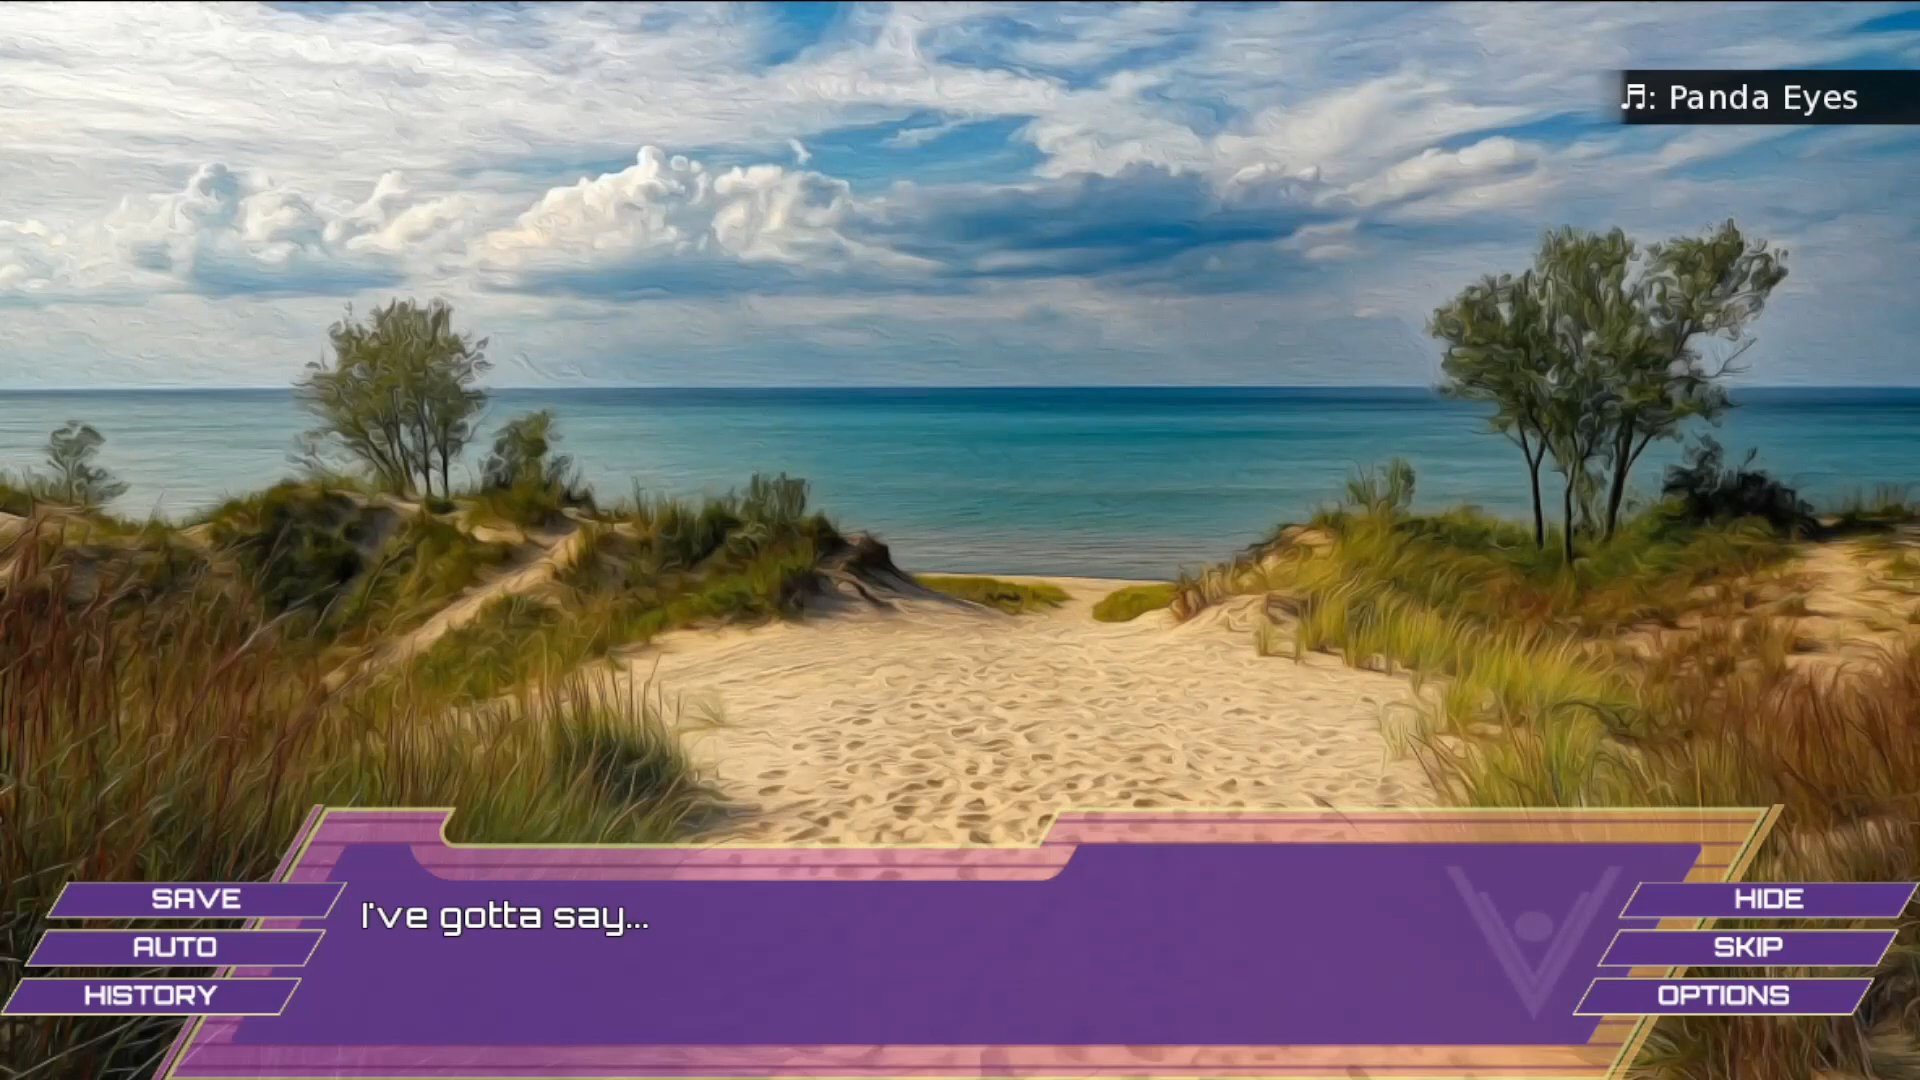 ♫: Panda Eyes
I've gotta say...
SAVE
AUTO
HISTORY
HIDE
SKIP
OPTIONS